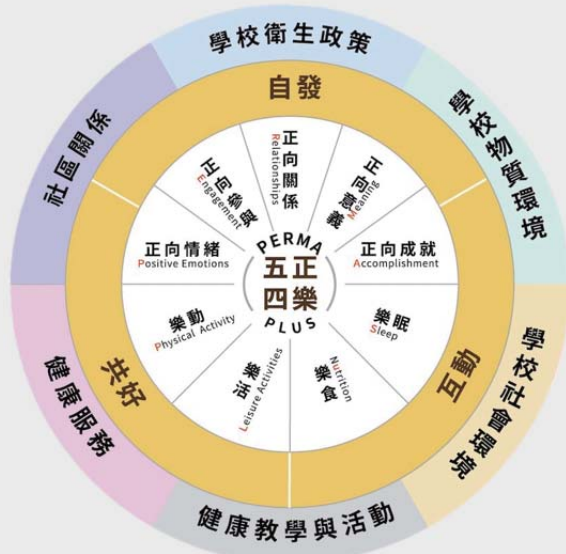 學校衛生政策
學校物質環境
學校社會環境
健康教學與活動
健康服務
社區關係
自發
互動
共好
正向情緒
Positive Emotions
正向參與
Engagement
正向關係
Relationships
正向意義
Meaning
正向成就
Accomplishment
樂眠
Sleep
樂食
Nutrition
樂活
Leisure Activities
樂動
Physical Activity
PERMA
五正
四樂
PLUS